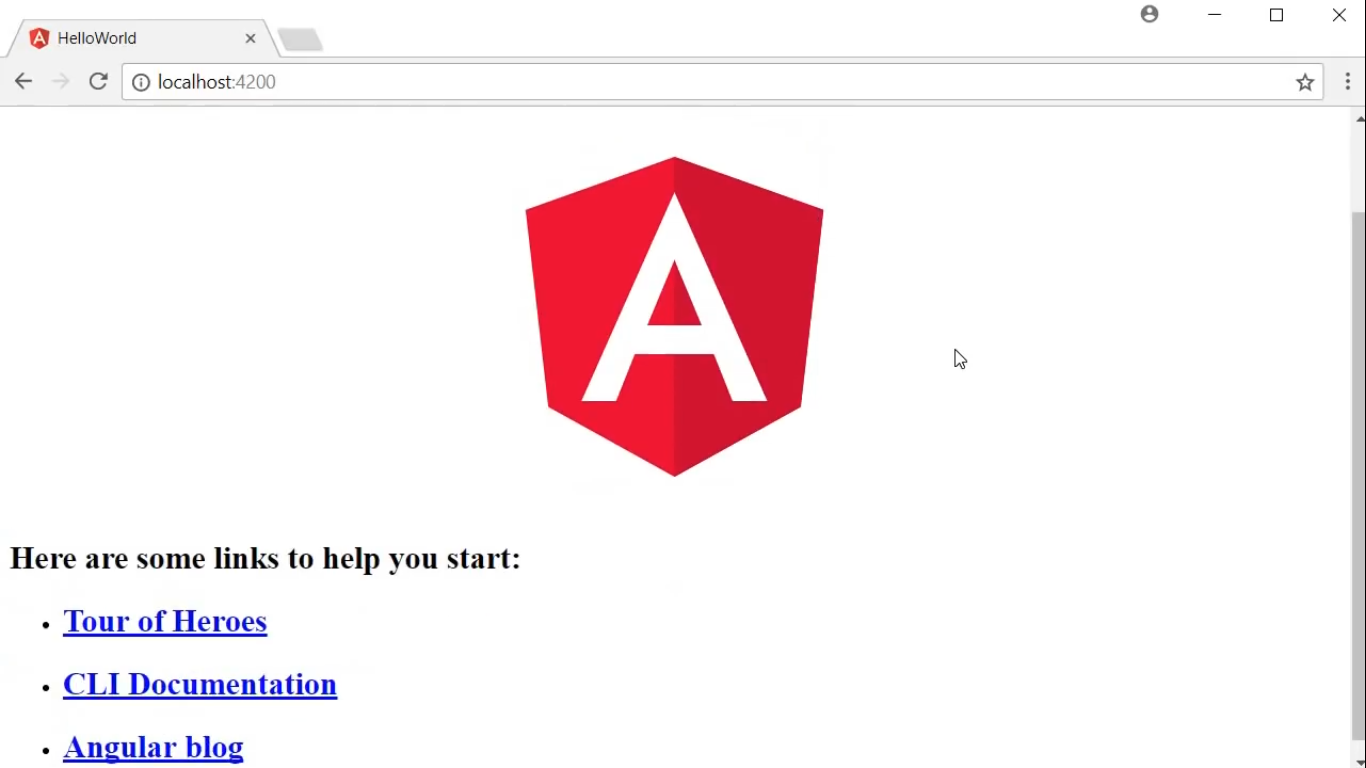 HelloWorld
localhost:4200
A
Here are some links to help you start:
Tour of Heroes
CLI Documentation
Angular blog